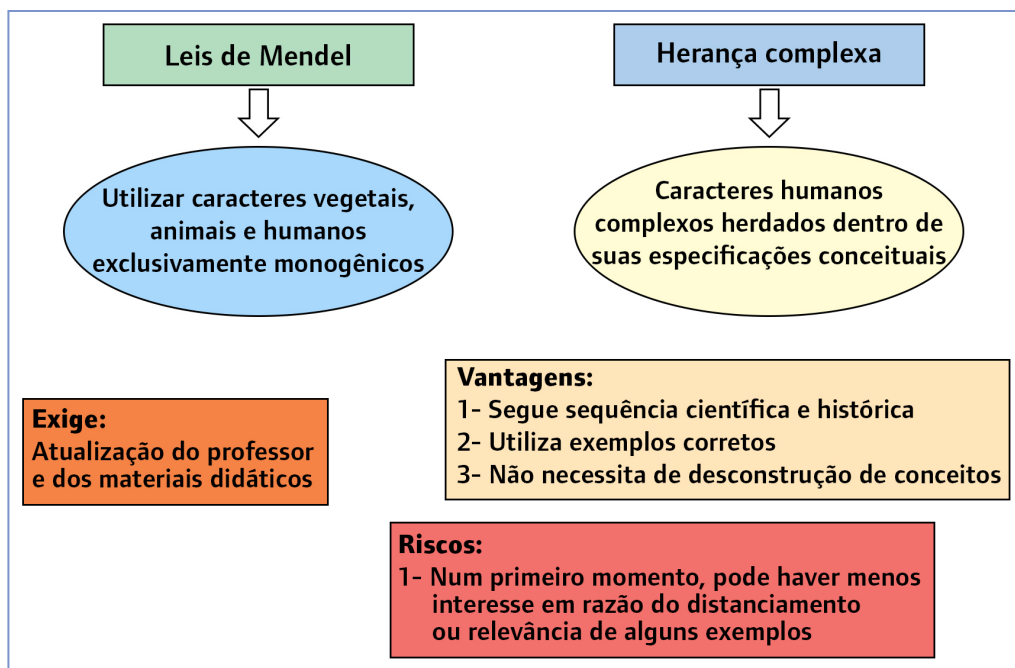 Leis de Mendel
Herança complexa
Utilizar caracteres vegetais,
animais e humanos
exclusivamente monogênicos
Caracteres humanos
complexos herdados dentro de
suas especificações conceituais
Exige:
Atualização do professor
e dos materiais didáticos
Vantagens:
1- Segue sequência científica e histórica
2- Utiliza exemplos corretos
3- Não necessita de desconstrução de conceitos
Riscos:
1- Num primeiro momento, pode haver menos
interesse em razão do distanciamento
ou relevância de alguns exemplos